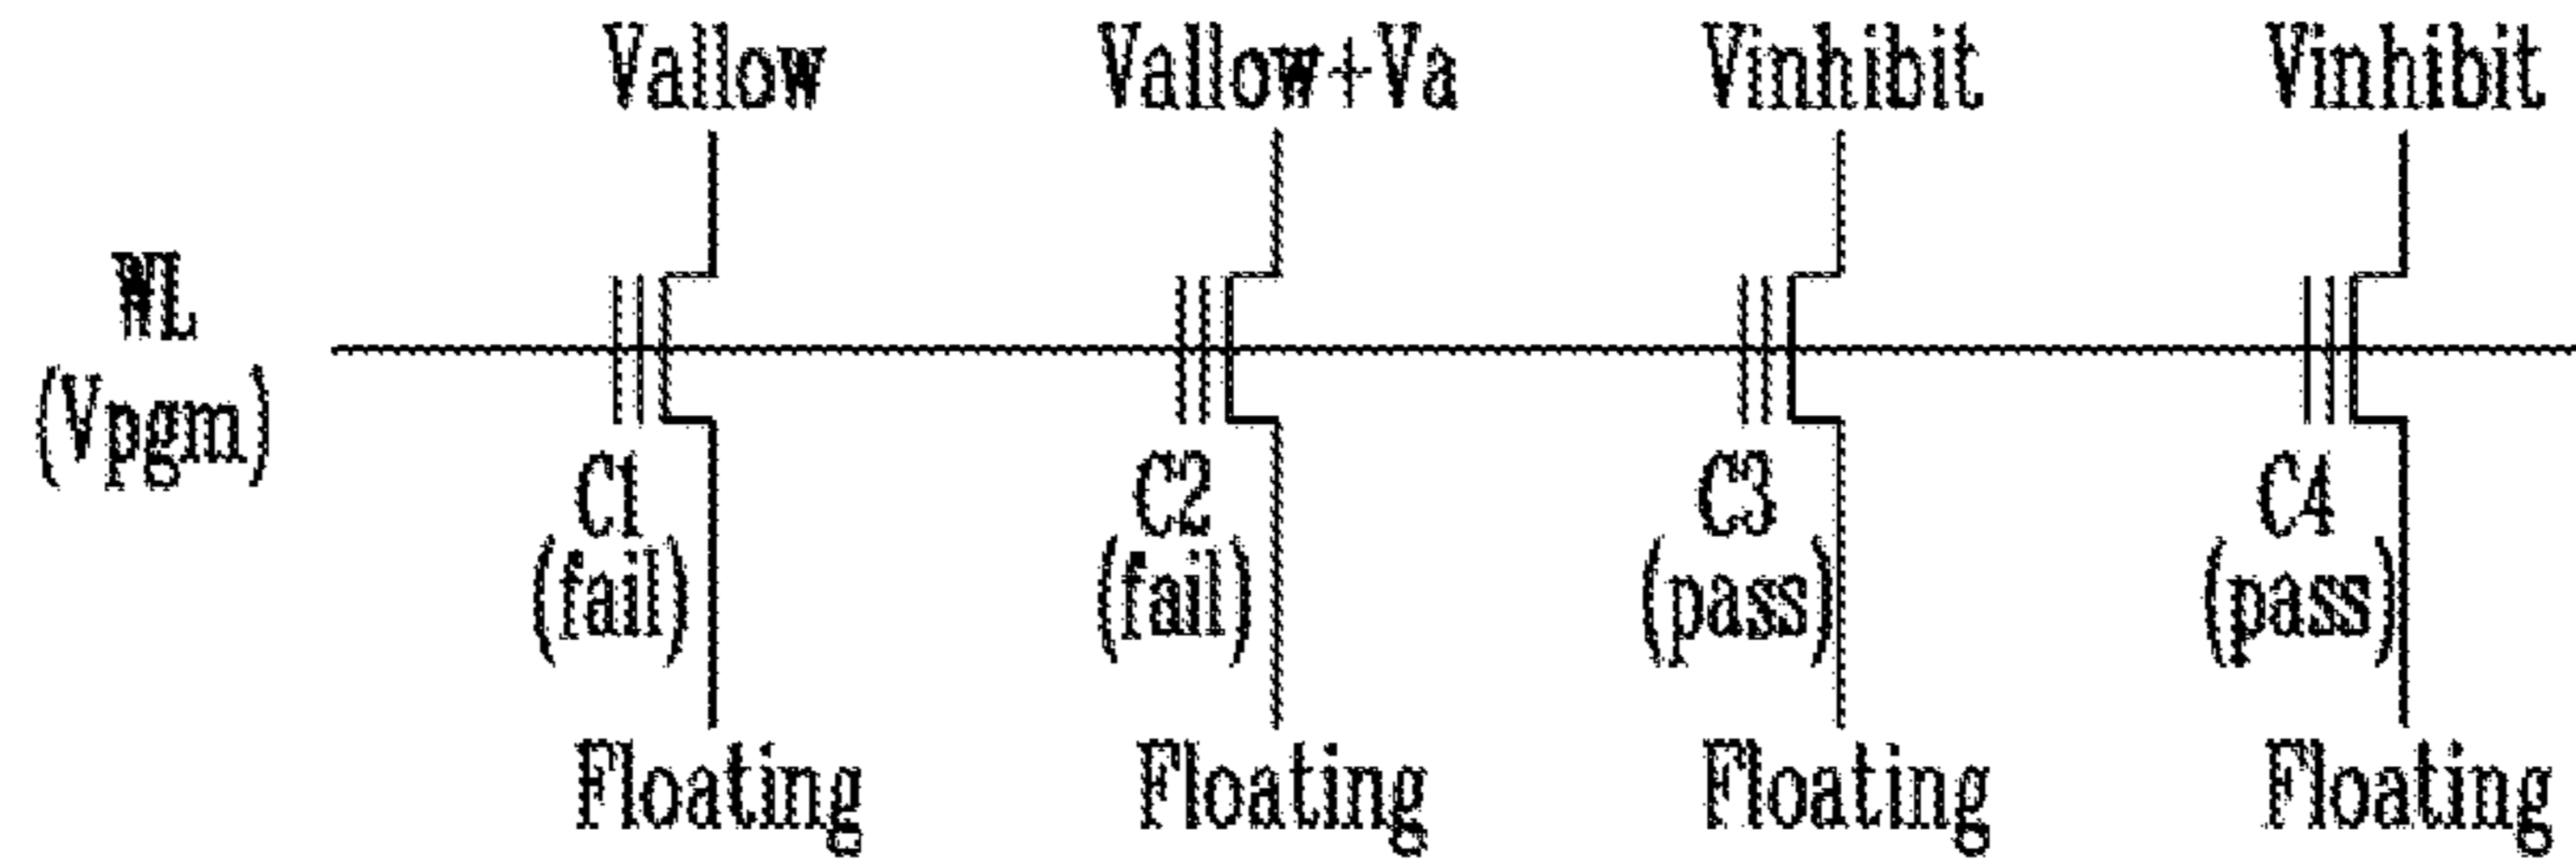 Vallow Vallow+Va Vinhibit Vinhibit
WL
(Vpgm)
C1 C2 C3 C4
(fail) (fail) (pass) (pass)
Floating Floating Floating Floating